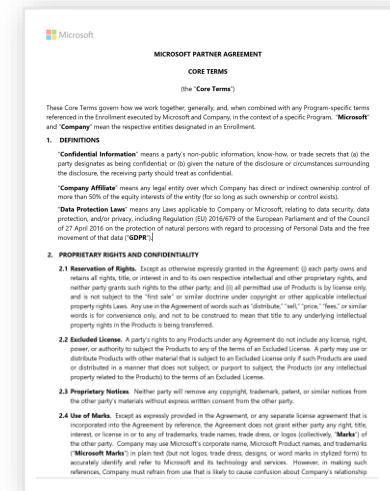 Microsoft
MICROSOFT PARTNER AGREEMENT
CORE TERMS
(the "Core Terms")
These Core Terms govern how we work together, generally, and, when combined with any Program-specific terms
referenced in the Enrollment executed by Microsoft and Company, in the context of a specific Program. "Microsoft"
and "Company" mean the respective entities designated in an Enrollment.
1. DEFINITIONS
"Confidential Information" means a party's non-public information, know-how, or trade secrets that (a) the
party designates as being confidential; or (b) given the nature of the disclosure or circumstances surrounding
the disclosure, the receiving party should treat as confidential.
"Company Affiliate" means any legal entity over which Company has direct or indirect ownership control of
more than 50% of the equity interests of the entity (for so long as such ownership or control exists).
"Data Protection Laws" means any Laws applicable to Company or Microsoft, relating to data security, data
protection, and/or privacy, including Regulation (EU) 2016/679 of the European Parliament and of the Council
of 27 April 2016 on the protection of natural persons with regard to processing of Personal Data and the free
movement of that data ("GDPR").
2. PROPRIETARY RIGHTS AND CONFIDENTIALITY
2.1 Reservation of Rights. Except as otherwise expressly granted in the Agreement: (i) each party owns and
retains all rights, title, or interest in and to its own respective intellectual and other proprietary rights, and
neither party grants such rights to the other party; and (ii) all permitted use of Products is by license only,
and is not subject to the "first sale" or similar doctrine under copyright or other applicable intellectual
property rights Laws. Any use in the Agreement of words such as "distribute," "sell," "price," "fees," or similar
words is for convenience only, and not to be construed to mean that title to any underlying intellectual
property rights in the Products is being transferred.
2.2 Excluded License. A party's rights to any Products under any Agreement do not include any license, right,
power, or authority to subject the Products to any of the terms of an Excluded License. A party may use or
distribute Products with other material that is subject to an Excluded License only if such Products are used
or distributed in a manner that does not subject, or purport to subject, the Products (or any intellectual
property related to the Products) to the terms of an Excluded License.
2.3 Proprietary Notices. Neither party will remove any copyright, trademark, patent, or similar notices from
the other party's materials without express written consent from the other party.
2.4 Use of Marks. Except as expressly provided in the Agreement, or any separate license agreement that is
incorporated into the Agreement by reference, the Agreement does not grant either party any right, title,
interest, or license in or to any of trademarks, trade names, trade dress, or logos (collectively, "Marks") of
the other party. Company may use Microsoft's corporate name, Microsoft Product names, and trademarks
("Microsoft Marks") in plain text (but not logos, trade dress, designs, or word marks in stylized form) to
accurately identify and refer to Microsoft and its technology and services. However, in making such
references, Company must refrain from use that is likely to cause confusion about Company's relationship